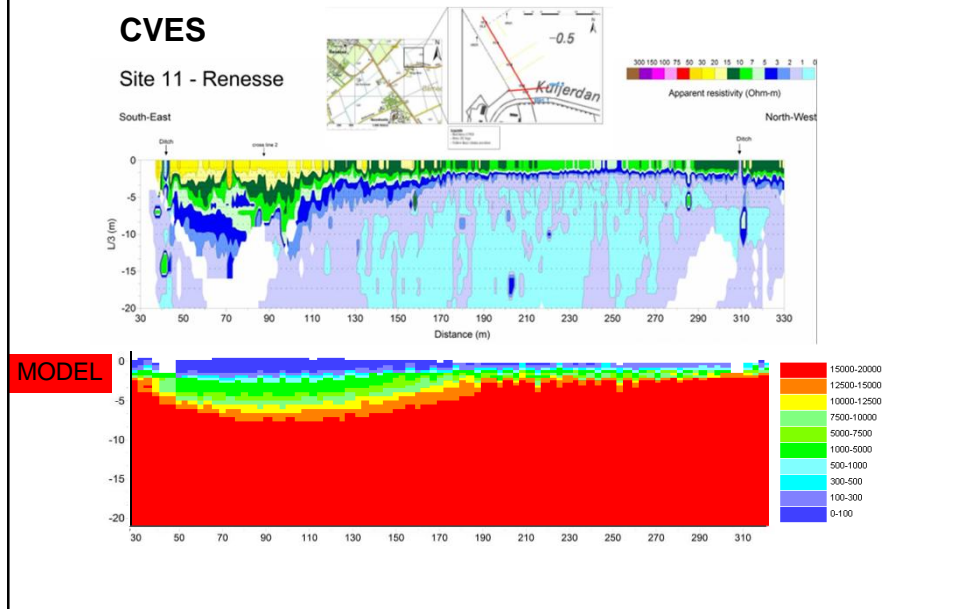 CVES
Site 11 - Renesse
-0.5
Kuijerdan
300 150 100 75 50 30 20 15 10 7 5 3 2 1 0
Apparent resistivity (Ohm-m)
South-East
North-West
Ditch
cross line 2
Ditch
0
-5
-10
-15
-20
L/3 (m)
30 50 70 90 110 130 150 170 190 210 230 250 270 290 310 330
Distance (m)
MODEL
0
-5
-10
-15
-20
30 50 70 90 110 130 150 170 190 210 230 250 270 290 310
15000-20000
12500-15000
10000-12500
7500-10000
5000-7500
1000-5000
500-1000
300-500
100-300
0-100